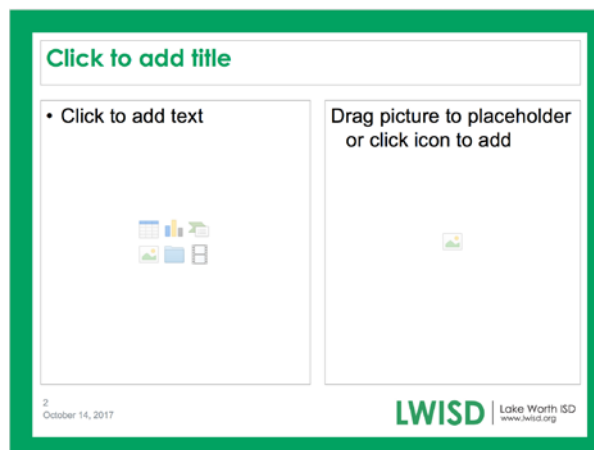 Click to add title
• Click to add text
Drag picture to placeholder
or click icon to add
2
October 14, 2017
LWISD
Lake Worth ISD
www.lwisd.org